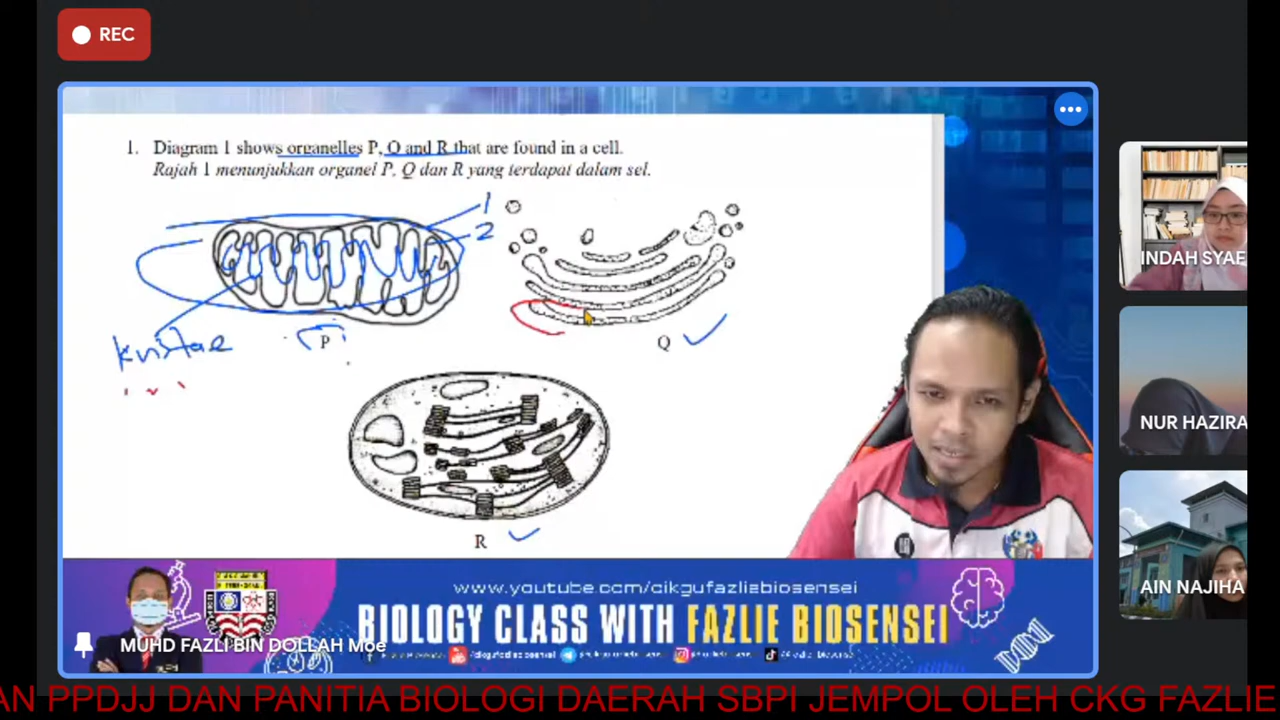 REC
1. Diagram 1 shows organelles P, Q and R that are found in a cell.
Rajah 1 menunjukkan organel P, Q dan R yang terdapat dalam sel.
1
2
kristae
P
Q
R
INDAH SYAF
NUR HAZIRA
AIN NAJIHA
www.youtube.com/cikgufazliebiosensei
BIOLOGY CLASS WITH FAZLIE BIOSENSEI
MUHD FAZLI BIN DOLLAH Moe
AN PPDJJ DAN PANITIA BIOLOGI DAERAH SBPI JEMPOL OLEH CKG FAZLIE